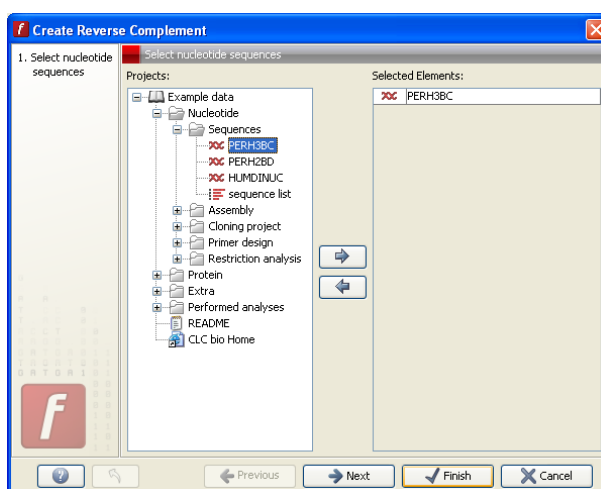 Create Reverse Complement
1. Select nucleotide
sequences
Select nucleotide sequences
Projects:
Example data
Nucleotide
Sequences
PERH3BC
PERH2BD
HUMDINUC
sequence list
Assembly
Cloning project
Primer design
Restriction analysis
Protein
Extra
Performed analyses
README
CLC bio Home
Selected Elements:
PERH3BC
Previous
Next
Finish
Cancel